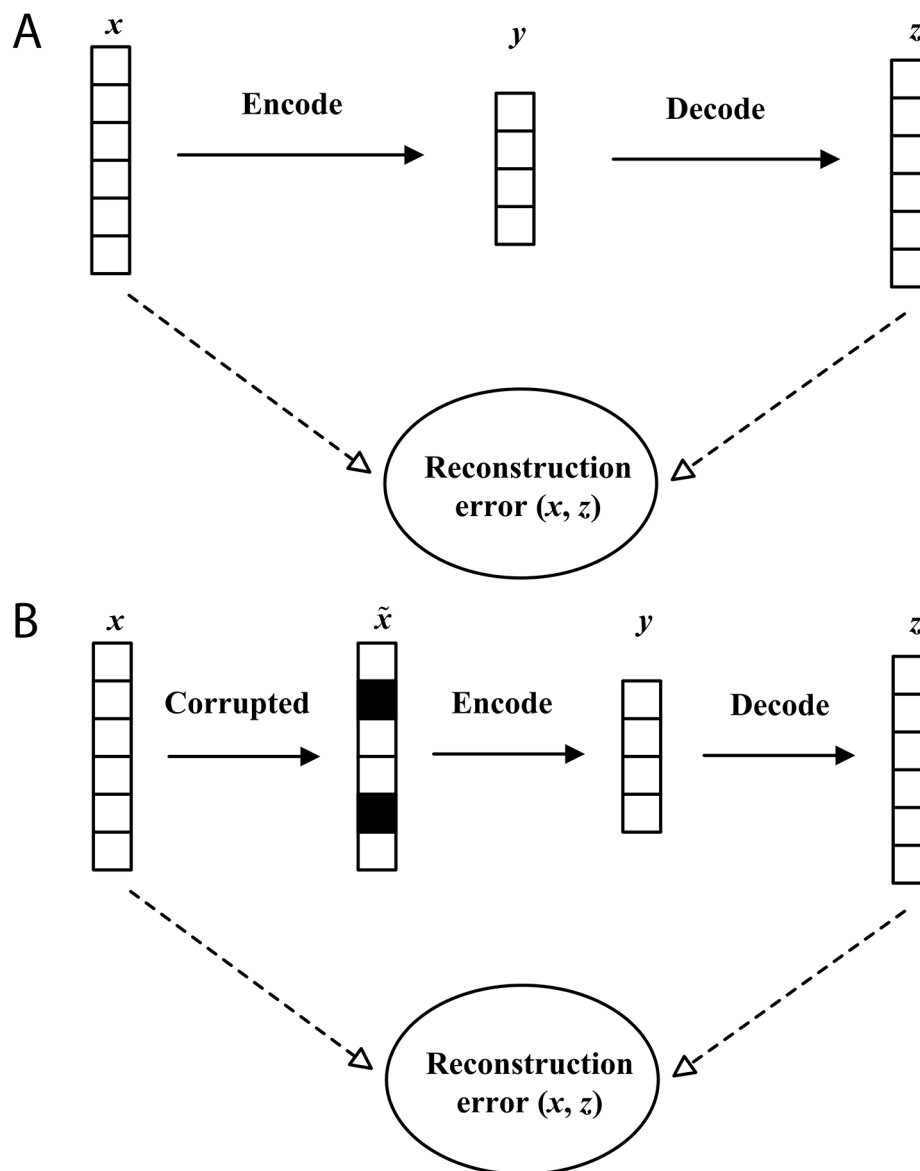 A
x
y
z
Encode
Decode
Reconstruction
error (x, z)
B
x
x̃
y
z
Corrupted
Encode
Decode
Reconstruction
error (x, z)